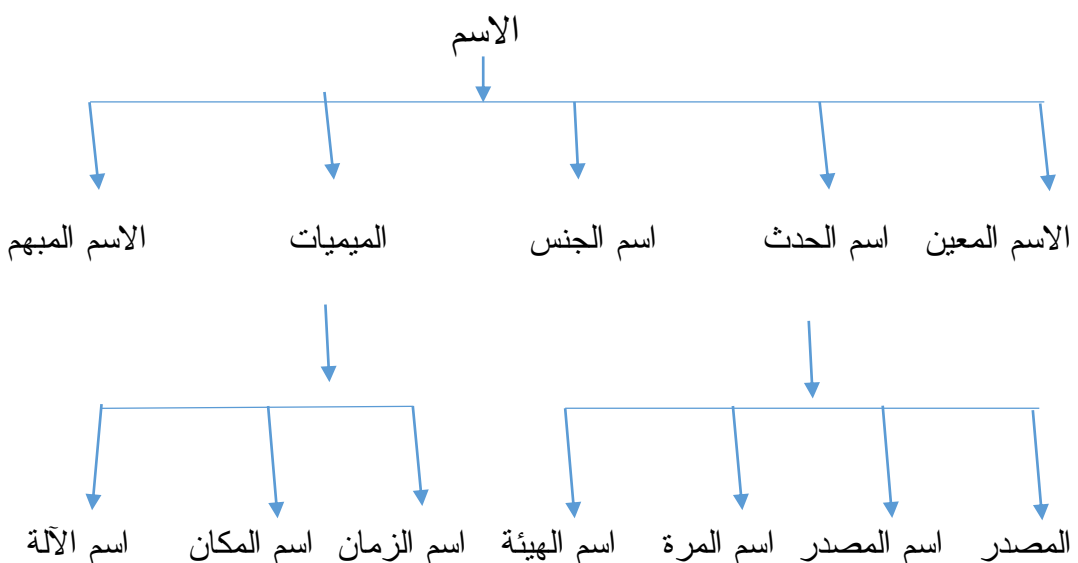 الاسم
الاسم المعين اسم الحدث اسم الجنس الميميات الاسم المبهم
المصدر اسم المصدر اسم المرة اسم الهيئة اسم الزمان اسم المكان اسم الآلة